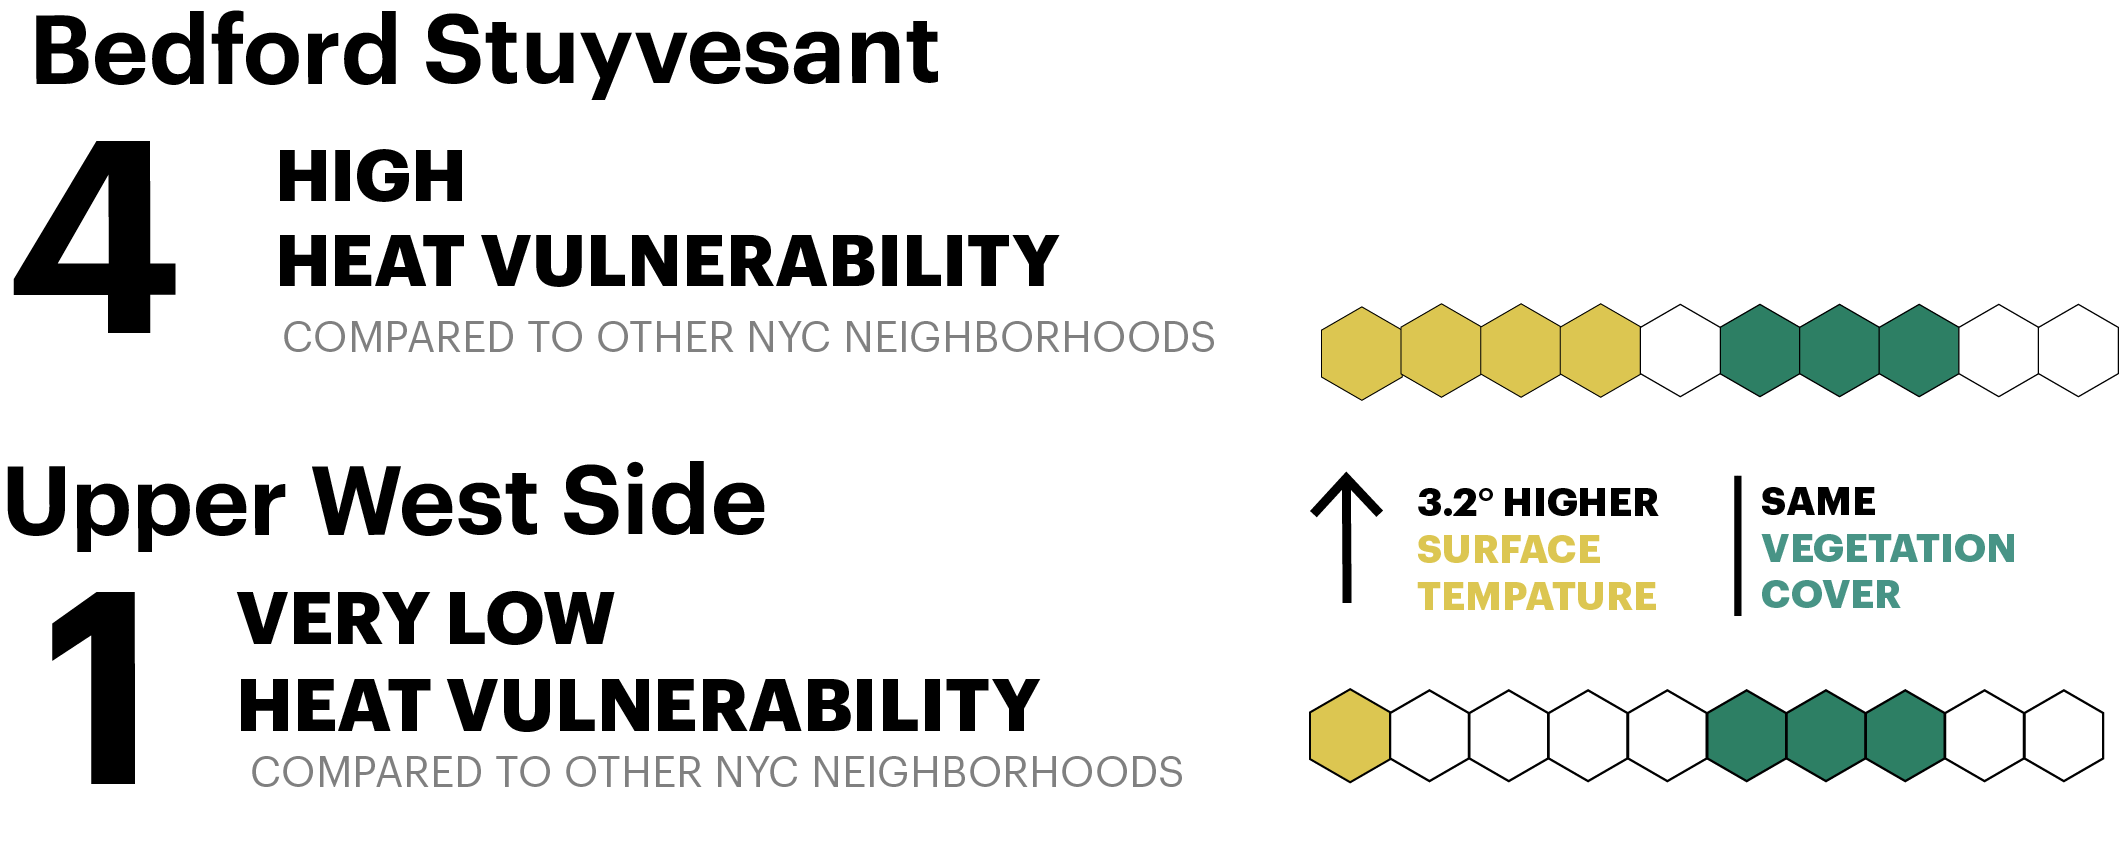 Bedford Stuyvesant
4
HIGH
HEAT VULNERABILITY
COMPARED TO OTHER NYC NEIGHBORHOODS
Upper West Side
1
VERY LOW
HEAT VULNERABILITY
COMPARED TO OTHER NYC NEIGHBORHOODS
3.2° HIGHER
SURFACE
TEMPATURE
SAME
VEGETATION
COVER